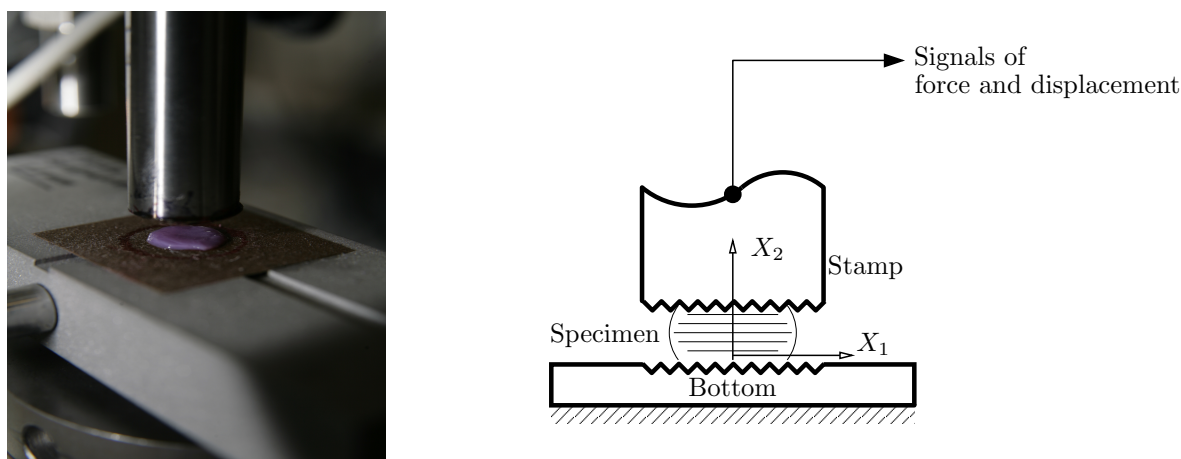 Signals of
force and displacement
X₂
Stamp
Specimen
X₁
Bottom